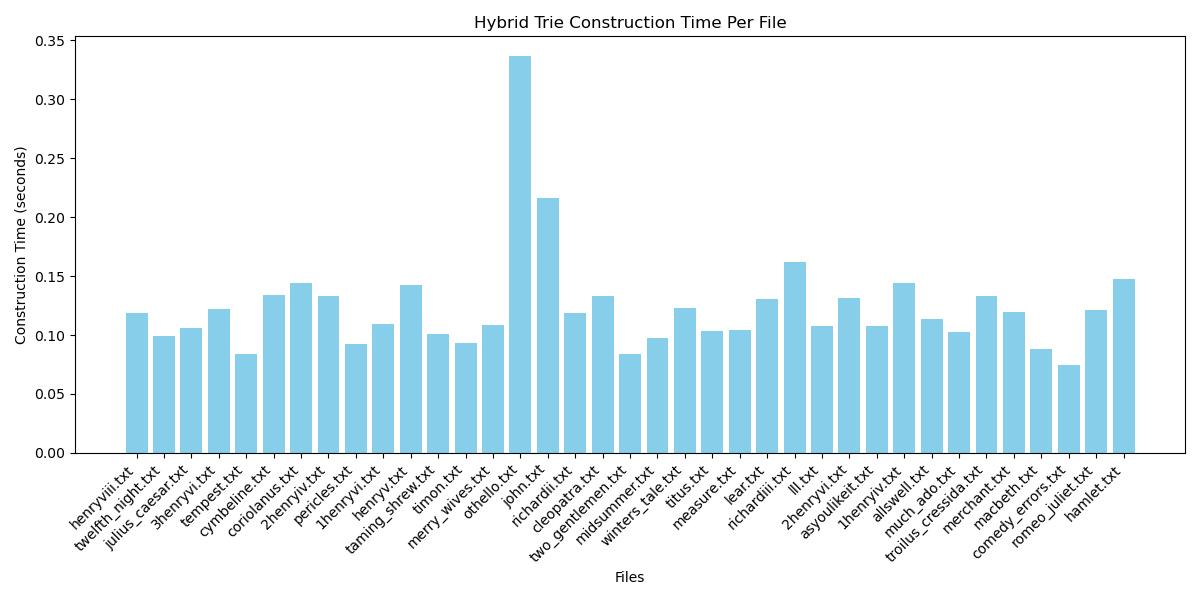 Hybrid Trie Construction Time Per File
Construction Time (seconds)
0.35
0.30
0.25
0.20
0.15
0.10
0.05
0.00
henryviii.txt
twelfth_night.txt
julius_caesar.txt
3henryvi.txt
tempest.txt
cymbeline.txt
coriolanus.txt
2henryiv.txt
pericles.txt
1henryvi.txt
henryv.txt
taming_shrew.txt
timon.txt
merry_wives.txt
othello.txt
john.txt
richardii.txt
cleopatra.txt
two_gentlemen.txt
midsummer.txt
winters_tale.txt
titus.txt
measure.txt
lear.txt
richardiii.txt
lll.txt
2henryvi.txt
asyoulikeit.txt
1henryiv.txt
allswell.txt
much_ado.txt
troilus_cressida.txt
merchant.txt
macbeth.txt
comedy_errors.txt
romeo_juliet.txt
hamlet.txt
Files